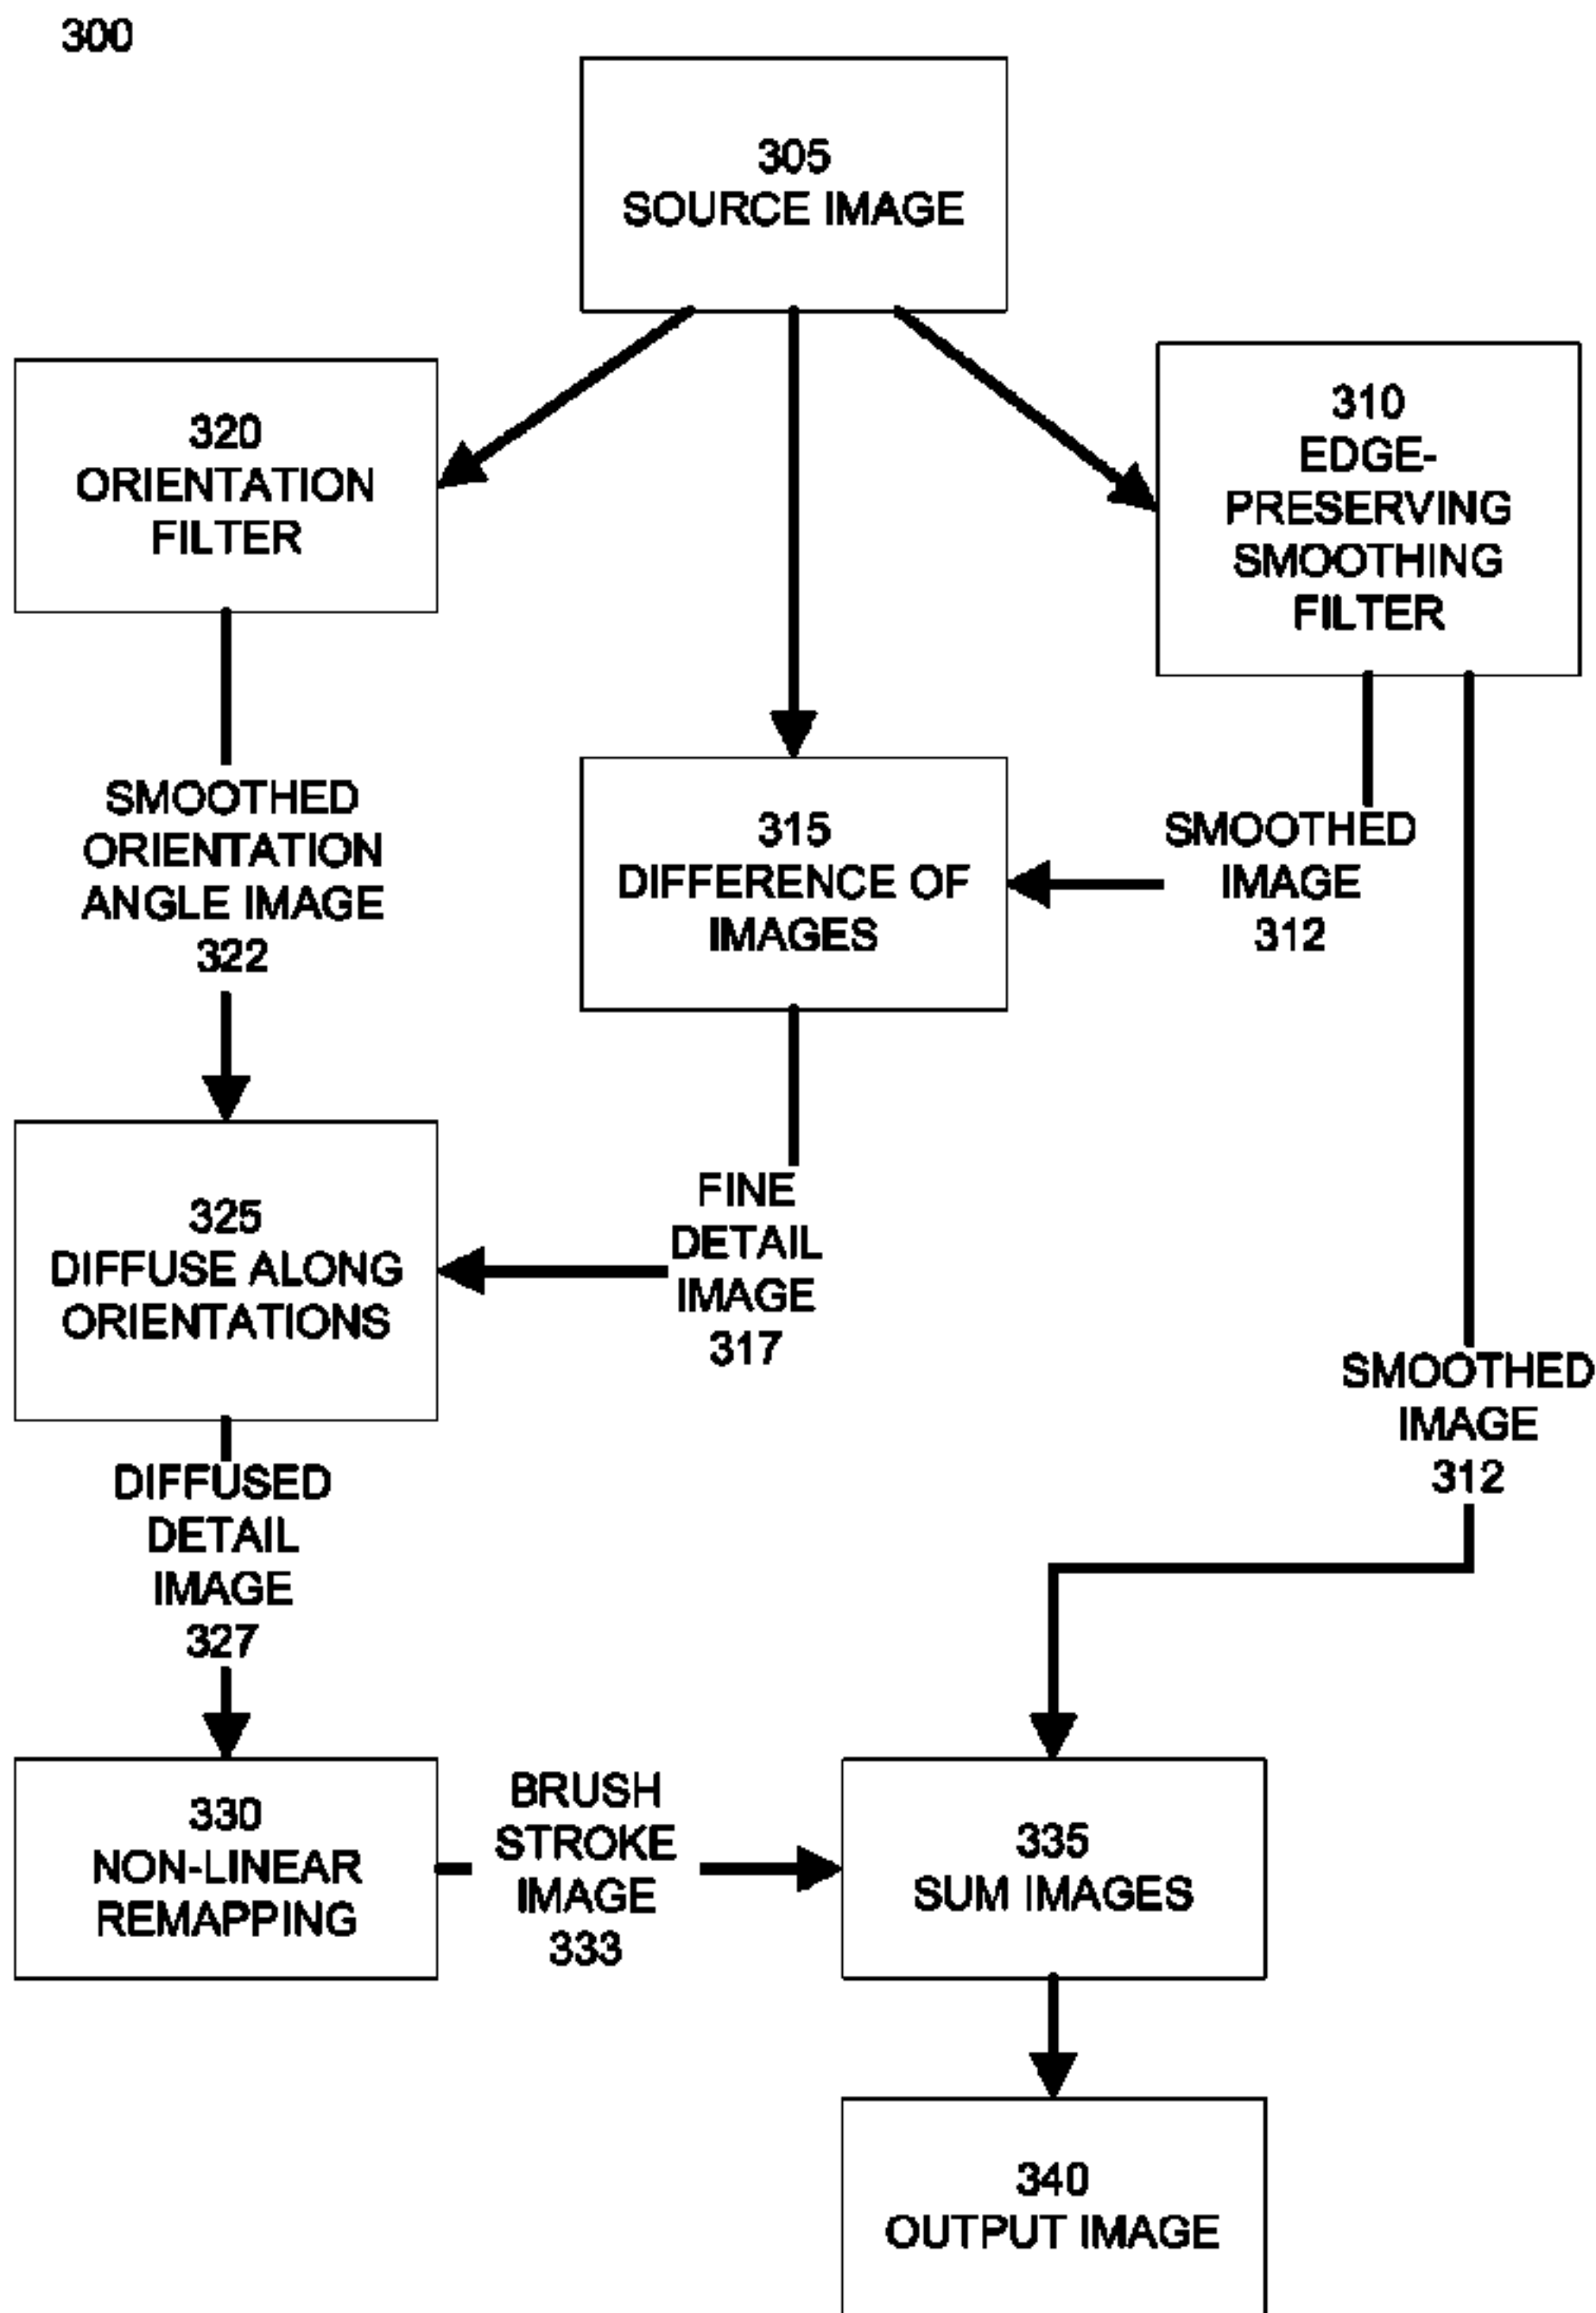 300
305
SOURCE IMAGE
320
ORIENTATION
FILTER
310
EDGE-
PRESERVING
SMOOTHING
FILTER
SMOOTHED
ORIENTATION
ANGLE IMAGE
322
315
DIFFERENCE OF
IMAGES
SMOOTHED
IMAGE
312
325
DIFFUSE ALONG
ORIENTATIONS
FINE
DETAIL
IMAGE
317
SMOOTHED
IMAGE
312
DIFFUSED
DETAIL
IMAGE
327
330
NON-LINEAR
REMAPPING
BRUSH
STROKE
IMAGE
333
335
SUM IMAGES
340
OUTPUT IMAGE